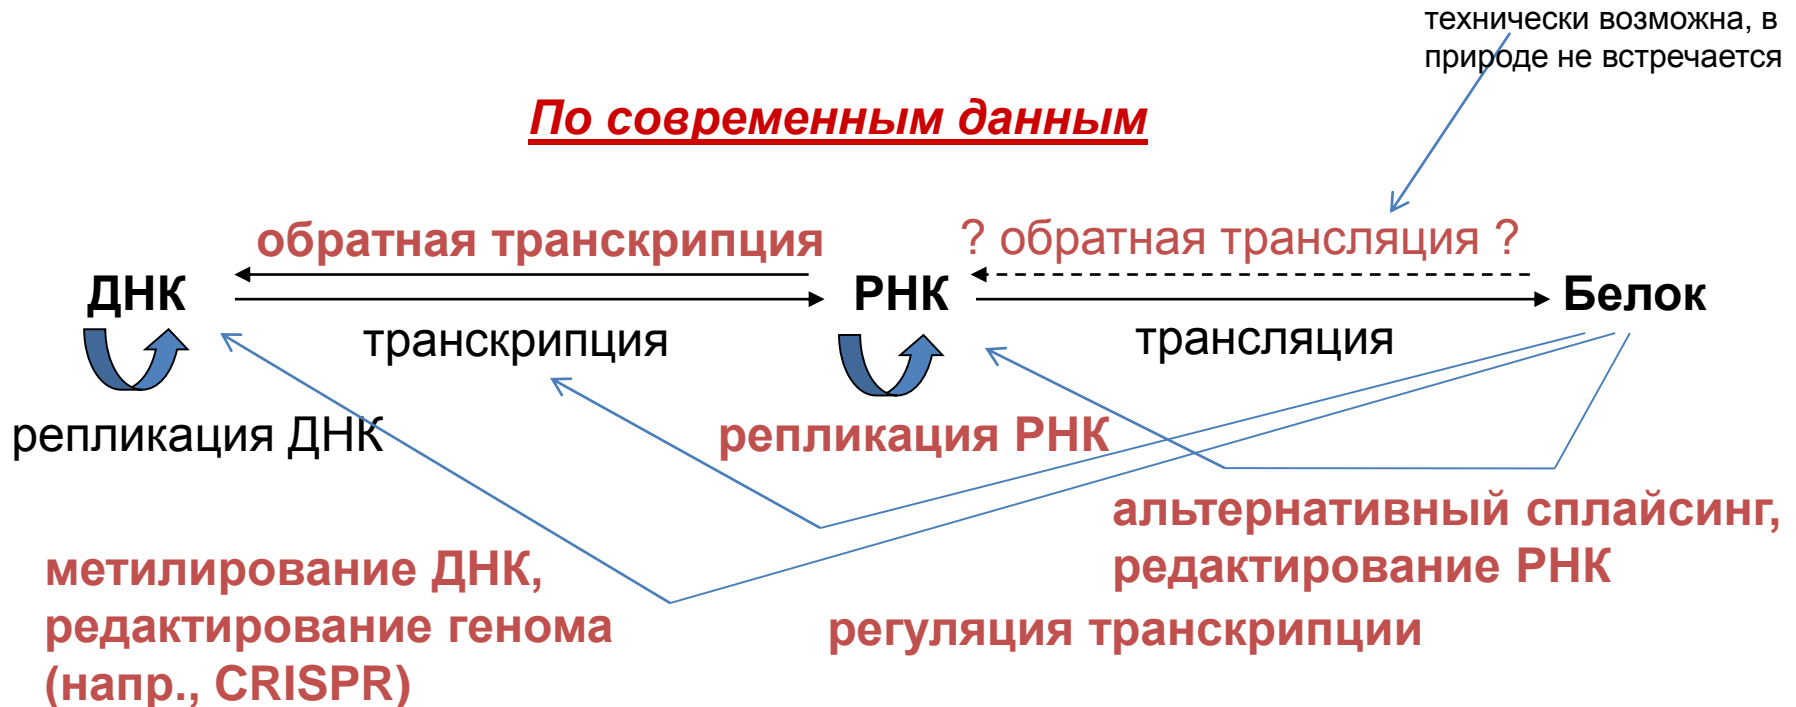 технически возможна, в
природе не встречается
По современным данным
обратная транскрипция
? обратная трансляция ?
ДНК
РНК
Белок
транскрипция
трансляция
репликация ДНК
репликация РНК
альтернативный сплайсинг,
редактирование РНК
метилирование ДНК,
редактирование генома
(напр., CRISPR)
регуляция транскрипции